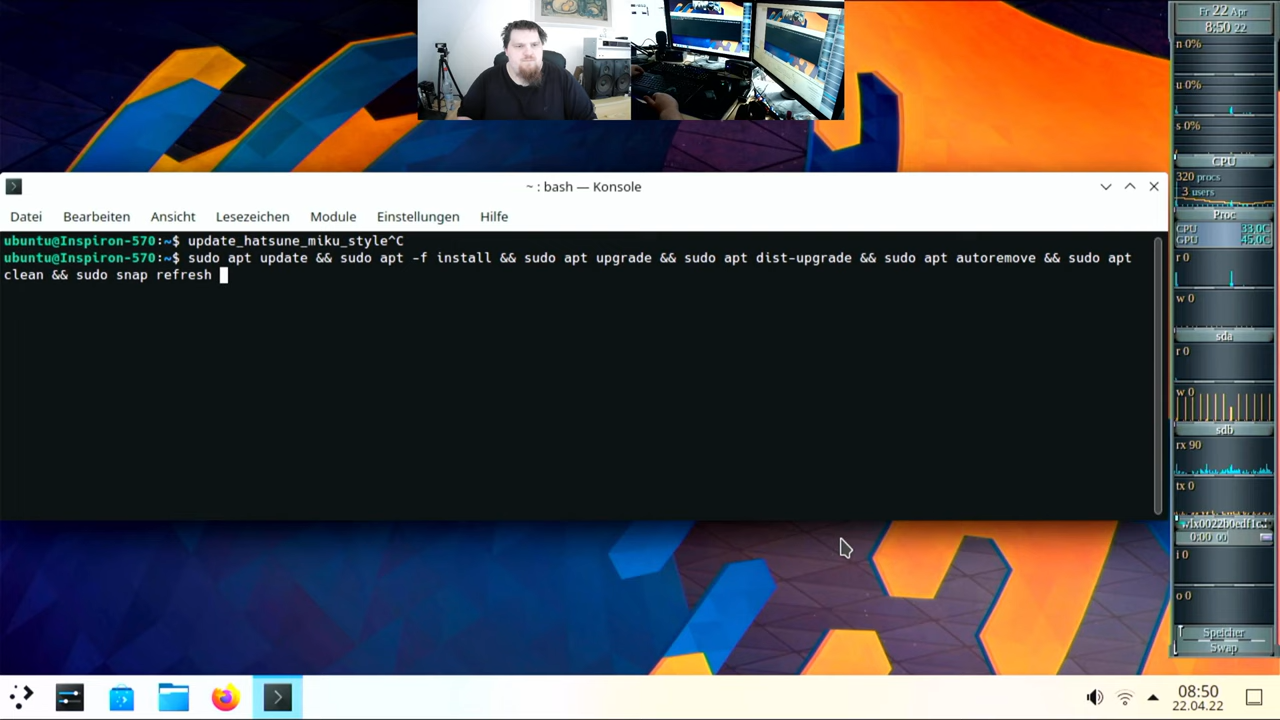 ~ : bash — Konsole
Datei Bearbeiten Ansicht Lesezeichen Module Einstellungen Hilfe
ubuntu@Inspiron-570:~$ update_hatsune_miku_style^C
ubuntu@Inspiron-570:~$ sudo apt update && sudo apt -f install && sudo apt upgrade && sudo apt dist-upgrade && sudo apt autoremove && sudo apt
clean && sudo snap refresh
Fr 22 Apr
8:50 22
n 0%
u 0%
s 0%
CPU
320 procs
3 users
Proc
CPU 33.0C
GPU 45.0C
r 0
w 0
sda
r 0
w 0
sdb
rx 90
tx 0
wlx0022b0edf1c
0:00 00
i 0
o 0
Speicher
Swap
08:50
22.04.22